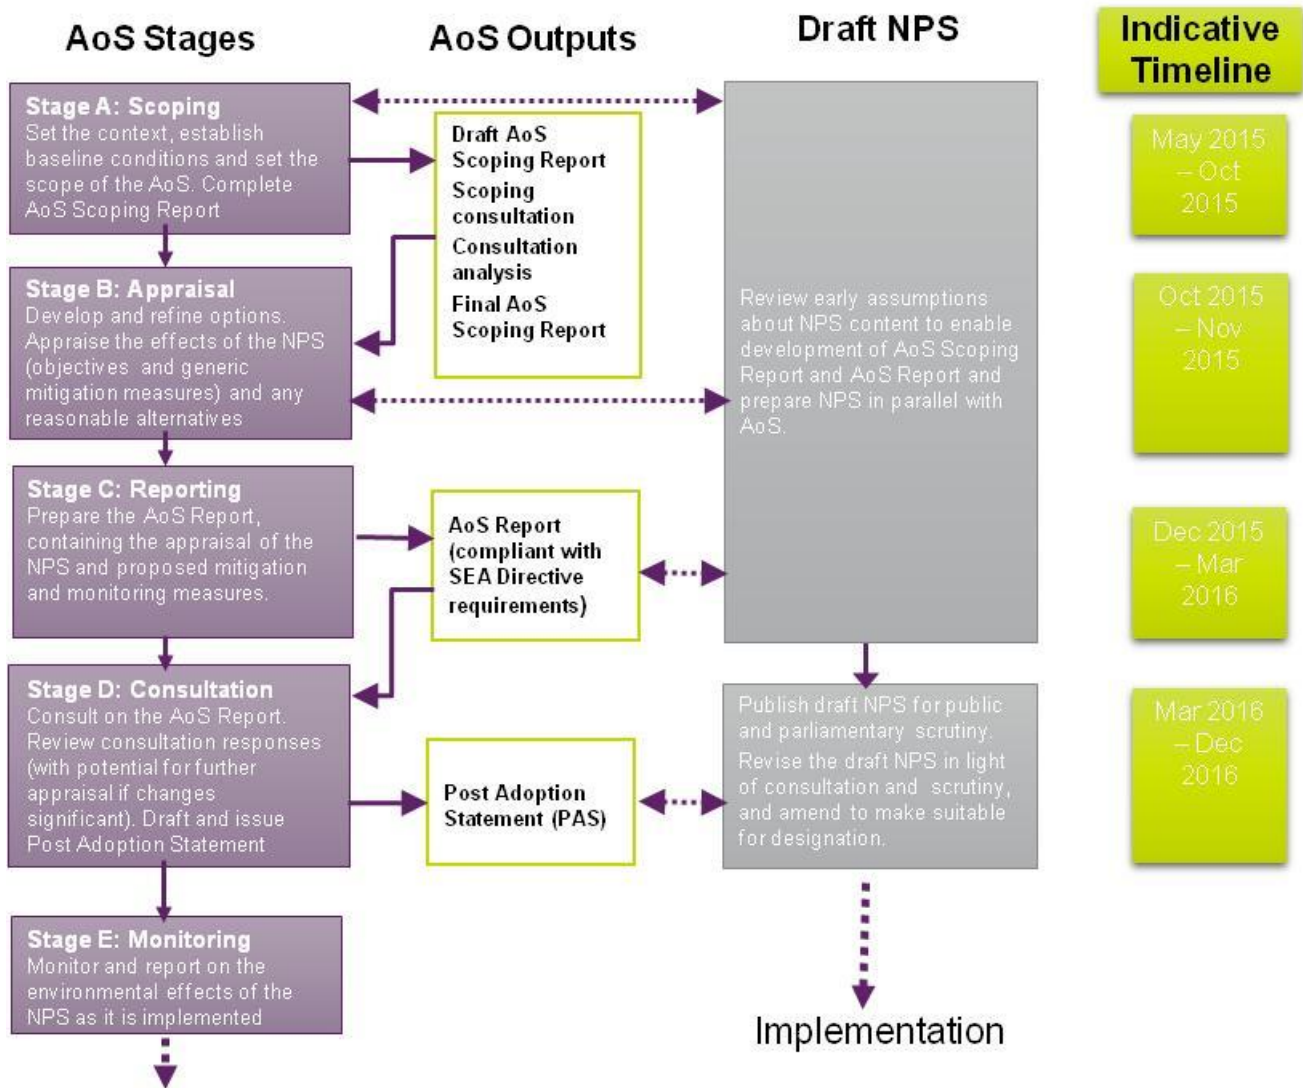 AoS Stages
AoS Outputs
Draft NPS
Indicative
Timeline
Stage A: Scoping
Set the context, establish
baseline conditions and set the
scope of the AoS. Complete
AoS Scoping Report
Draft AoS
Scoping Report
Scoping
consultation
Consultation
analysis
Final AoS
Scoping Report
May 2015
– Oct
2015
Stage B: Appraisal
Develop and refine options.
Appraise the effects of the NPS
(objectives and generic
mitigation measures) and any
reasonable alternatives
Review early assumptions
about NPS content to enable
development of AoS Scoping
Report and AoS Report and
prepare NPS in parallel with
AoS.
Oct 2015
– Nov
2015
Stage C: Reporting
Prepare the AoS Report,
containing the appraisal of the
NPS and proposed mitigation
and monitoring measures.
AoS Report
(compliant with
SEA Directive
requirements)
Dec 2015
– Mar
2016
Stage D: Consultation
Consult on the AoS Report.
Review consultation responses
(with potential for further
appraisal if changes
significant). Draft and issue
Post Adoption Statement
Post Adoption
Statement (PAS)
Publish draft NPS for public
and parliamentary scrutiny.
Revise the draft NPS in light
of consultation and scrutiny,
and amend to make suitable
for designation.
Mar 2016
– Dec
2016
Stage E: Monitoring
Monitor and report on the
environmental effects of the
NPS as it is implemented
Implementation